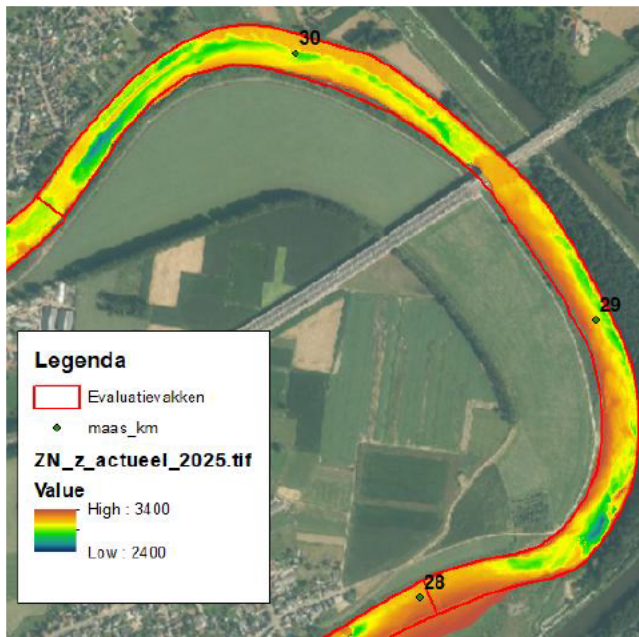 30
29
28
Legenda
Evaluatievakken
maas_km
ZN_z_actueel_2025.tif
Value
High : 3400
Low : 2400